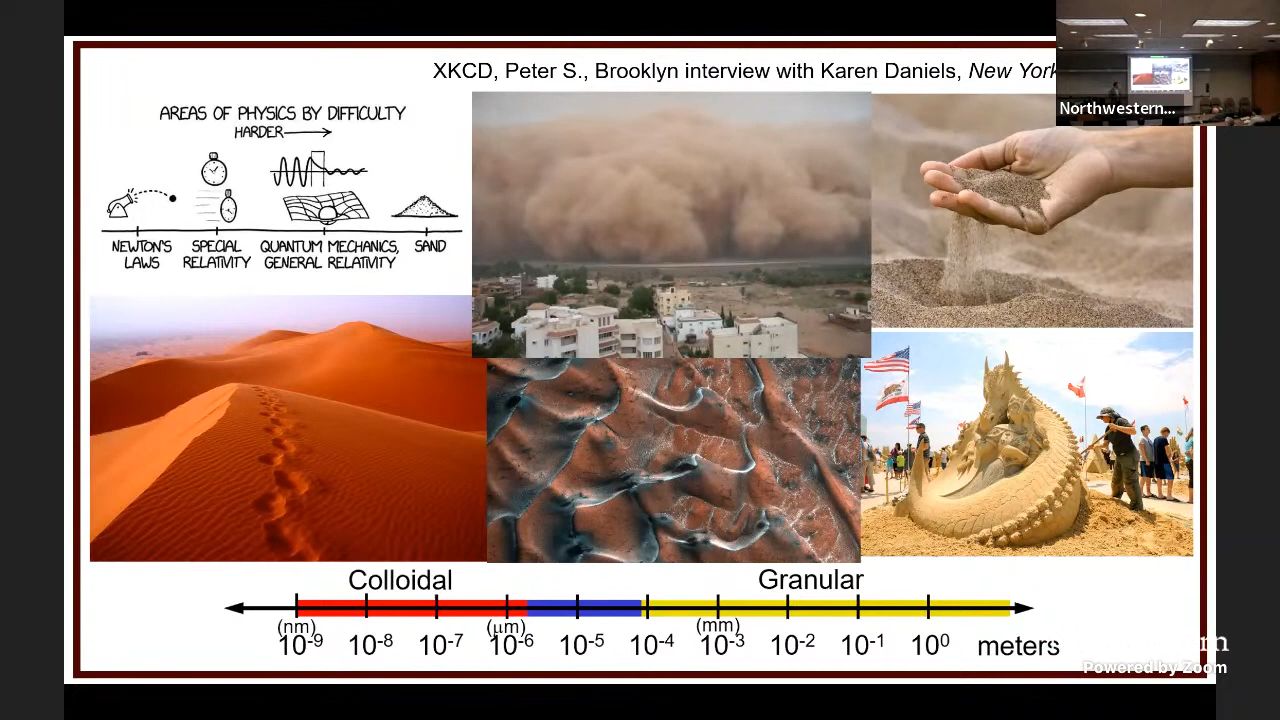 XKCD, Peter S., Brooklyn interview with Karen Daniels, New York
Northwestern...
AREAS OF PHYSICS BY DIFFICULTY
HARDER
NEWTON'S LAWS
SPECIAL RELATIVITY
QUANTUM MECHANICS, GENERAL RELATIVITY
SAND
Colloidal
Granular
(nm) (μm) (mm)
10-9 10-8 10-7 10-6 10-5 10-4 10-3 10-2 10-1 100 meters
Powered by Zoom